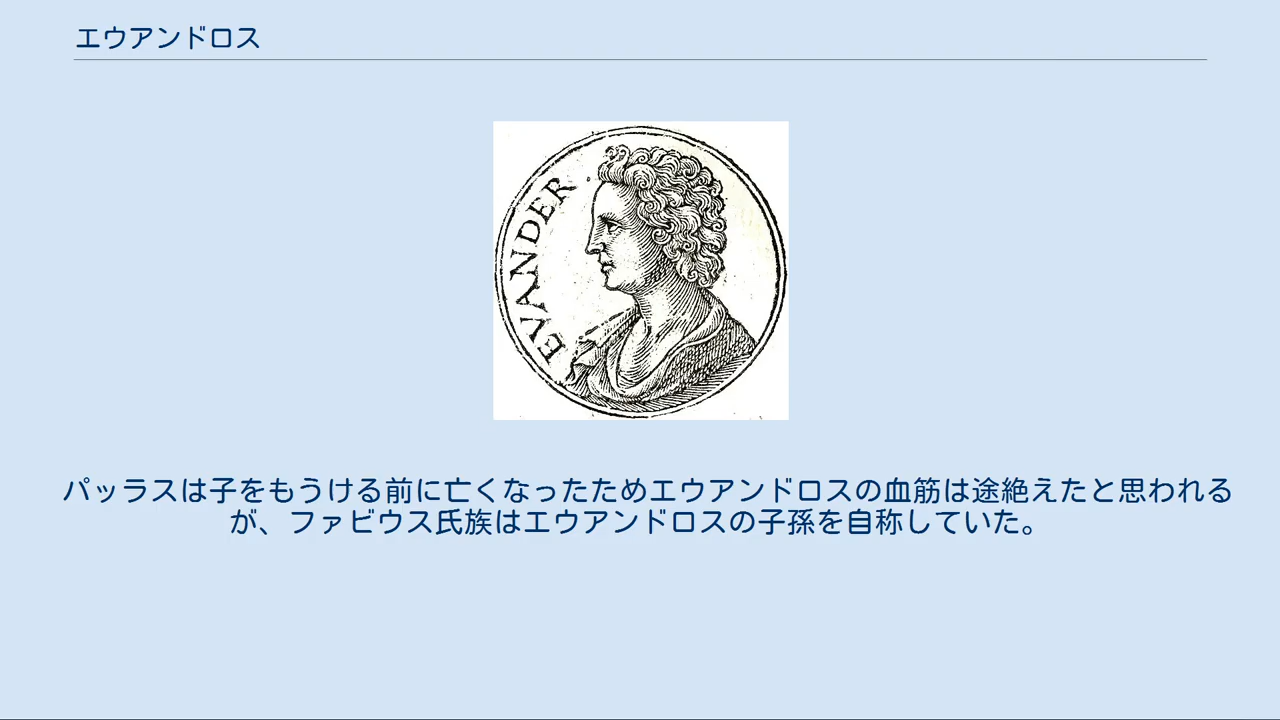 エウアンドロス
EVANDER
パッラスは子をもうける前に亡くなったためエウアンドロスの血筋は途絶えたと思われる
が、ファビウス氏族はエウアンドロスの子孫を自称していた。